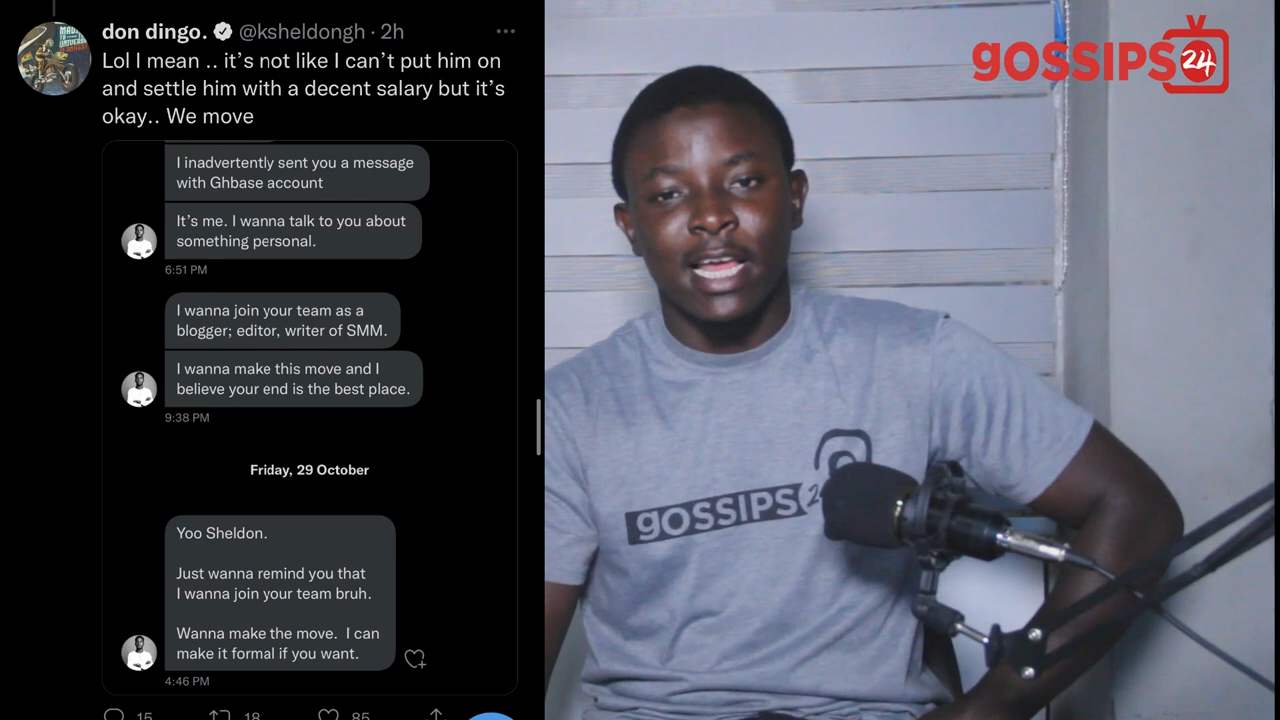 don dingo. @ksheldongh · 2h
Lol I mean .. it's not like I can't put him on
and settle him with a decent salary but it's
okay.. We move
I inadvertently sent you a message
with Ghbase account
It's me. I wanna talk to you about
something personal.
6:51 PM
I wanna join your team as a
blogger; editor, writer of SMM.
I wanna make this move and I
believe your end is the best place.
9:38 PM
Friday, 29 October
Yoo Sheldon.
Just wanna remind you that
I wanna join your team bruh.
Wanna make the move.  I can
make it formal if you want.
4:46 PM
15 18 85
gOSSIPS 24
gOSSIPS